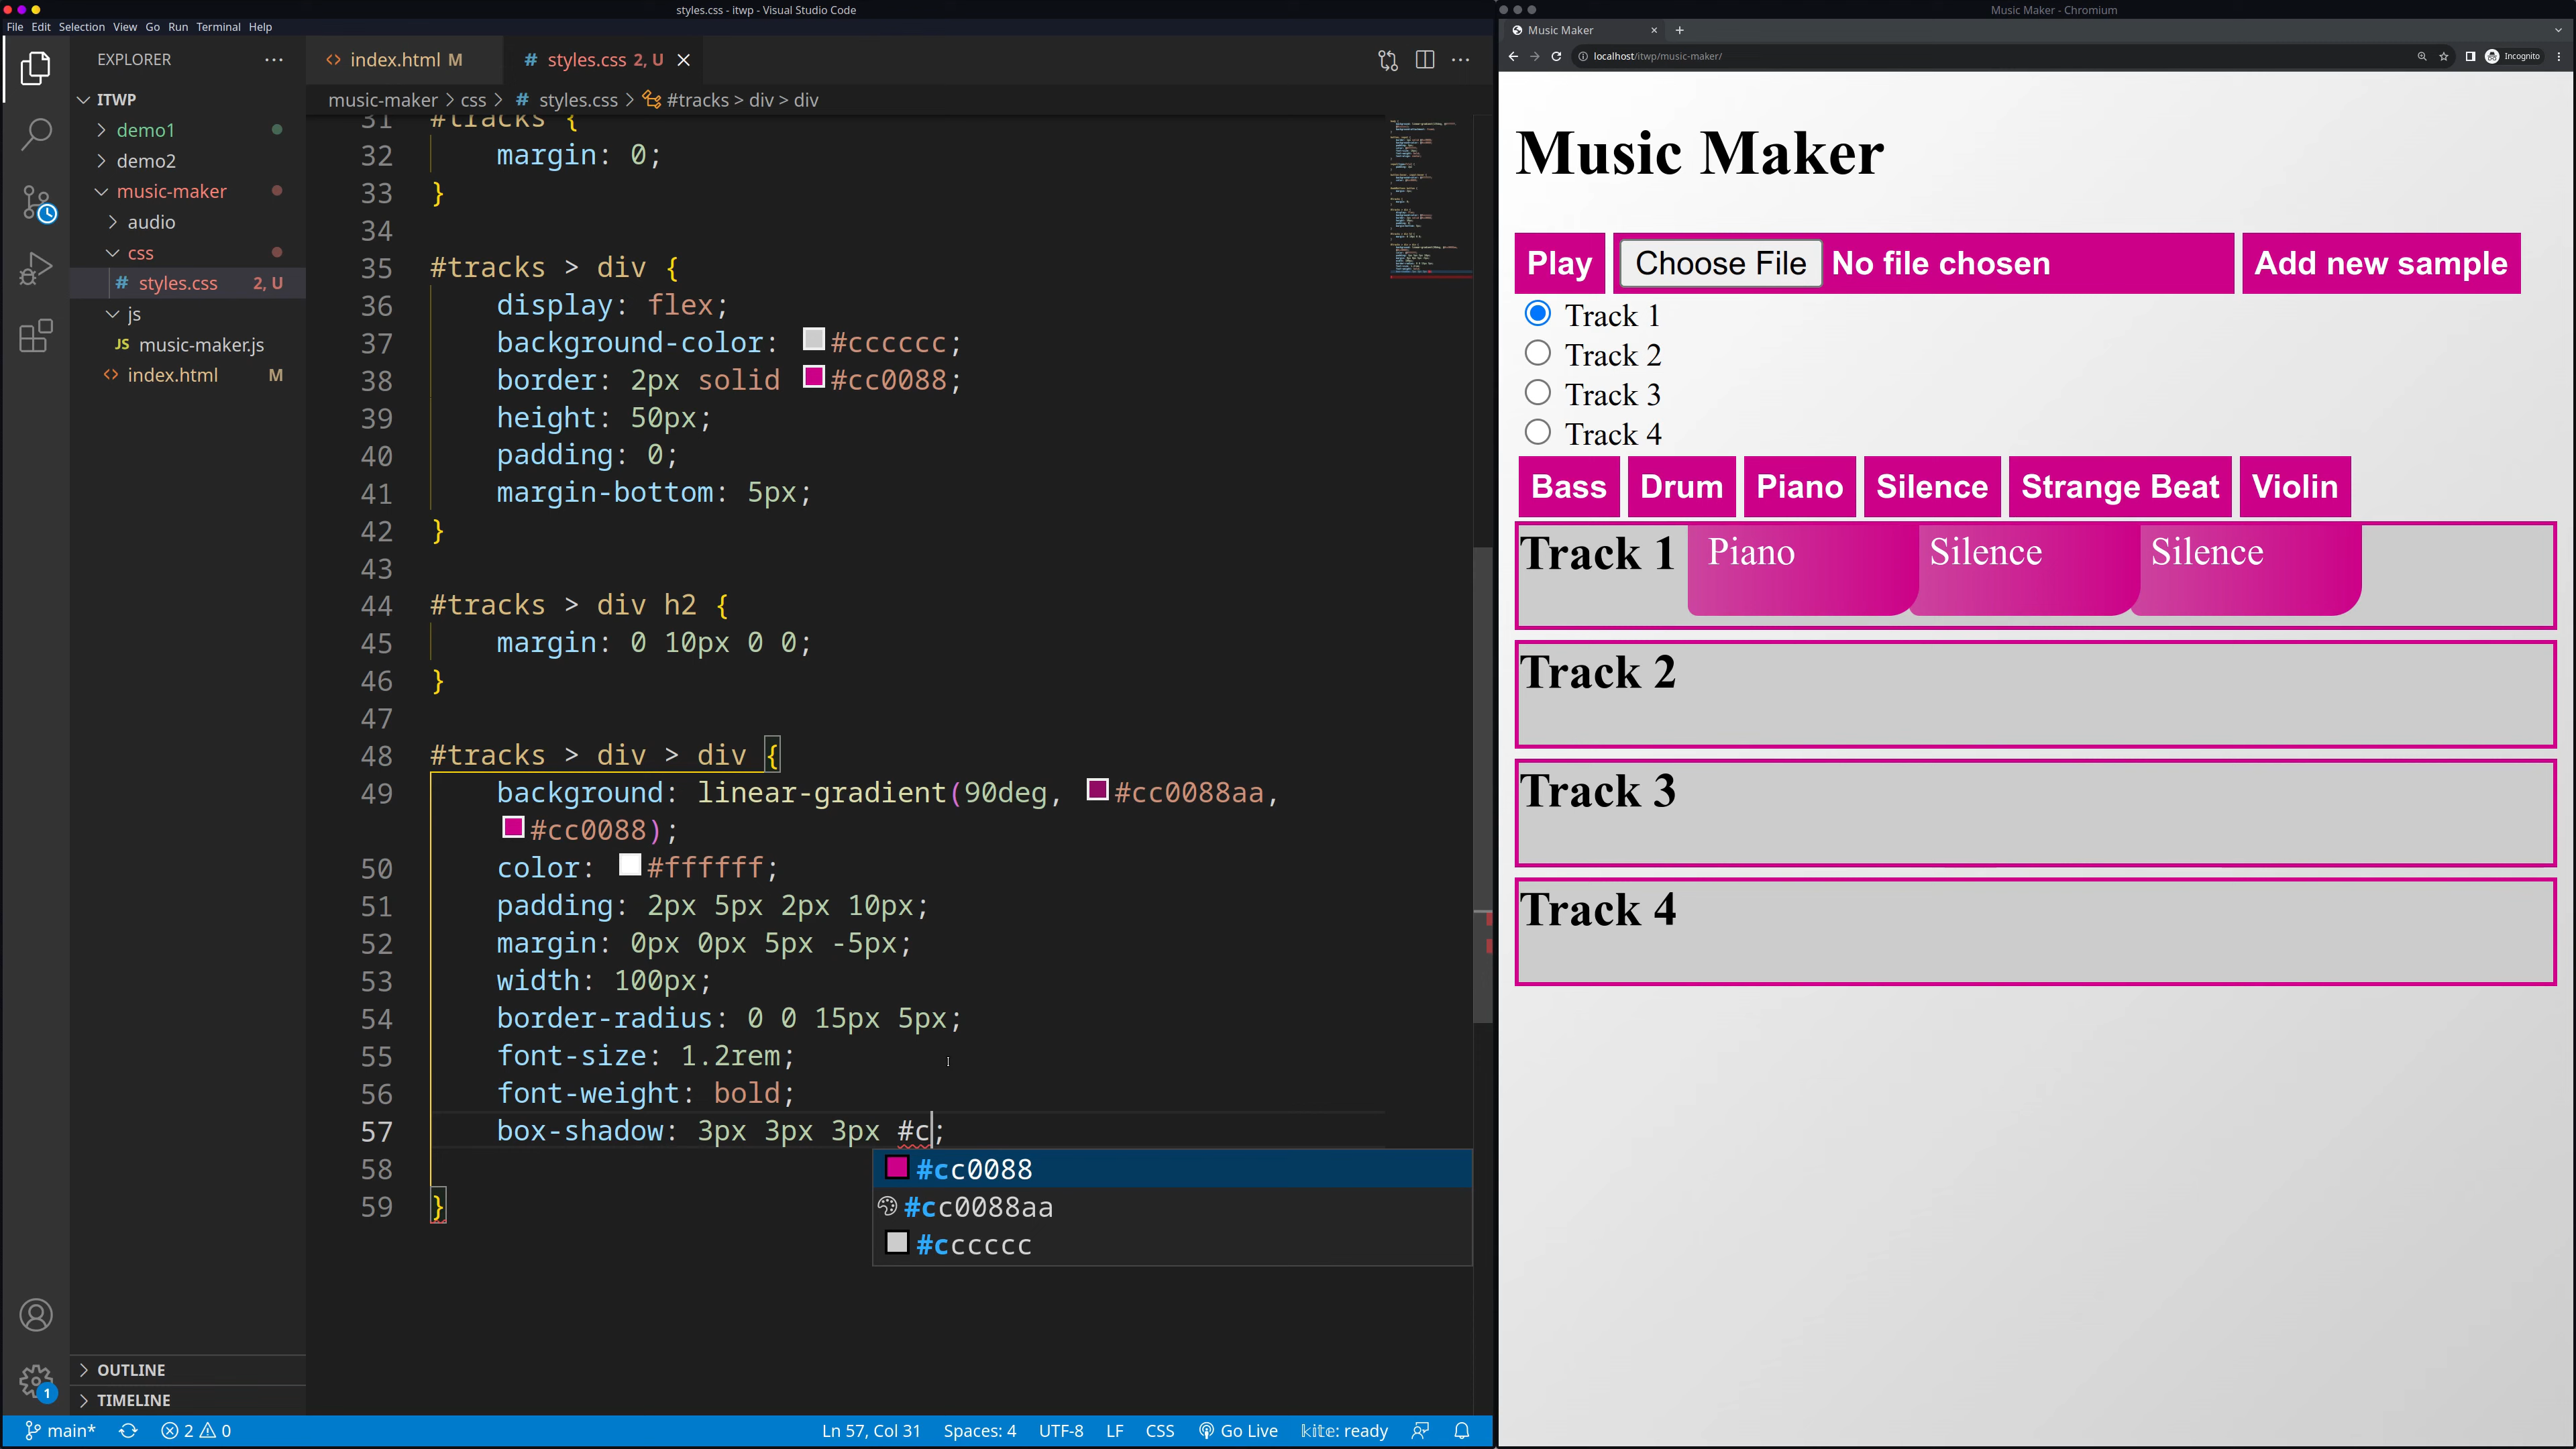 styles.css - itwp - Visual Studio Code
File Edit Selection View Go Run Terminal Help
EXPLORER
ITWP
demo1
demo2
music-maker
audio
css
# styles.css 2, U
js
JS music-maker.js
<> index.html M
OUTLINE
TIMELINE
<> index.html M
# styles.css 2, U
music-maker > css > # styles.css > #tracks > div > div
31 #tracks {
32 margin: 0;
33 }
34
35 #tracks > div {
36 display: flex;
37 background-color: #cccccc;
38 border: 2px solid #cc0088;
39 height: 50px;
40 padding: 0;
41 margin-bottom: 5px;
42 }
43
44 #tracks > div h2 {
45 margin: 0 10px 0 0;
46 }
47
48 #tracks > div > div {
49 background: linear-gradient(90deg, #cc0088aa,
#cc0088);
50 color: #ffffff;
51 padding: 2px 5px 2px 10px;
52 margin: 0px 0px 5px -5px;
53 width: 100px;
54 border-radius: 0 0 15px 5px;
55 font-size: 1.2rem;
56 font-weight: bold;
57 box-shadow: 3px 3px 3px #c;
58
59 }
#cc0088
#cc0088aa
#cccccc
1
main* 2 0 Ln 57, Col 31 Spaces: 4 UTF-8 LF CSS Go Live kite: ready
Music Maker - Chromium
Music Maker
localhost/itwp/music-maker/ Incognito
Music Maker
Play Choose File No file chosen Add new sample
Track 1
Track 2
Track 3
Track 4
Bass Drum Piano Silence Strange Beat Violin
Track 1 Piano Silence Silence
Track 2
Track 3
Track 4